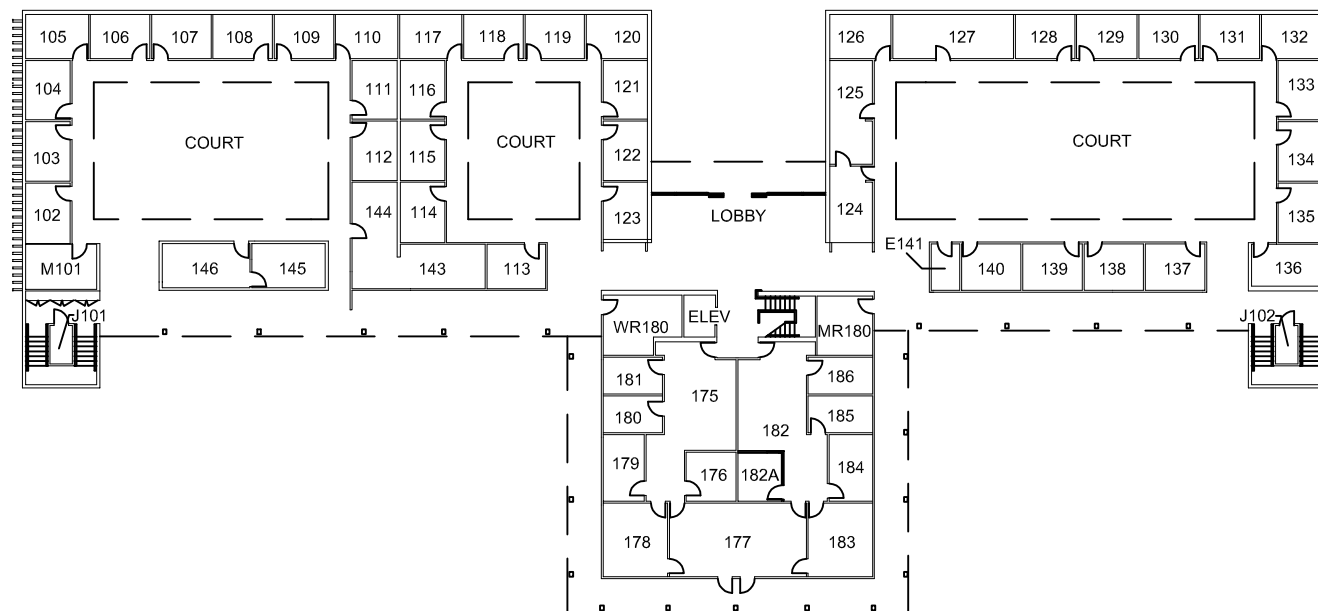 105 106 107 108 109 110 117 118 119 120 126 127 128 129 130 131 132
104 111 116 121 125 133
COURT COURT COURT
103 112 115 122 134
102 144 114 123 LOBBY 124 135
E141
M101 146 145 143 113 140 139 138 137 136
J101 WR180 ELEV MR180 J102
181 175 186
180 182 185
179 176 182A 184
178 177 183